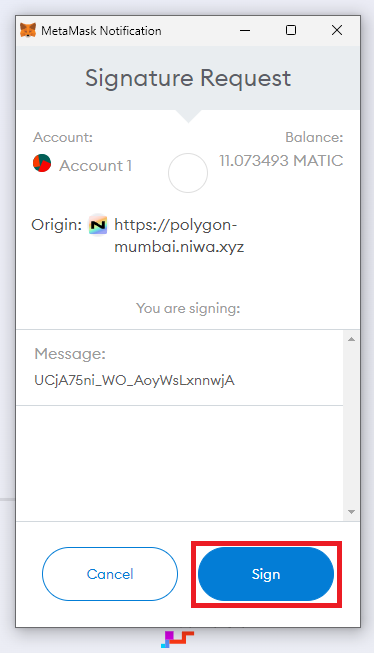 MetaMask Notification
Signature Request
Account:
Balance:
Account 1
11.073493 MATIC
Origin:
N
https://polygon-
mumbai.niwa.xyz
You are signing:
Message:
UCjA75ni_WO_AoyWsLxnnwjA
Cancel
Sign